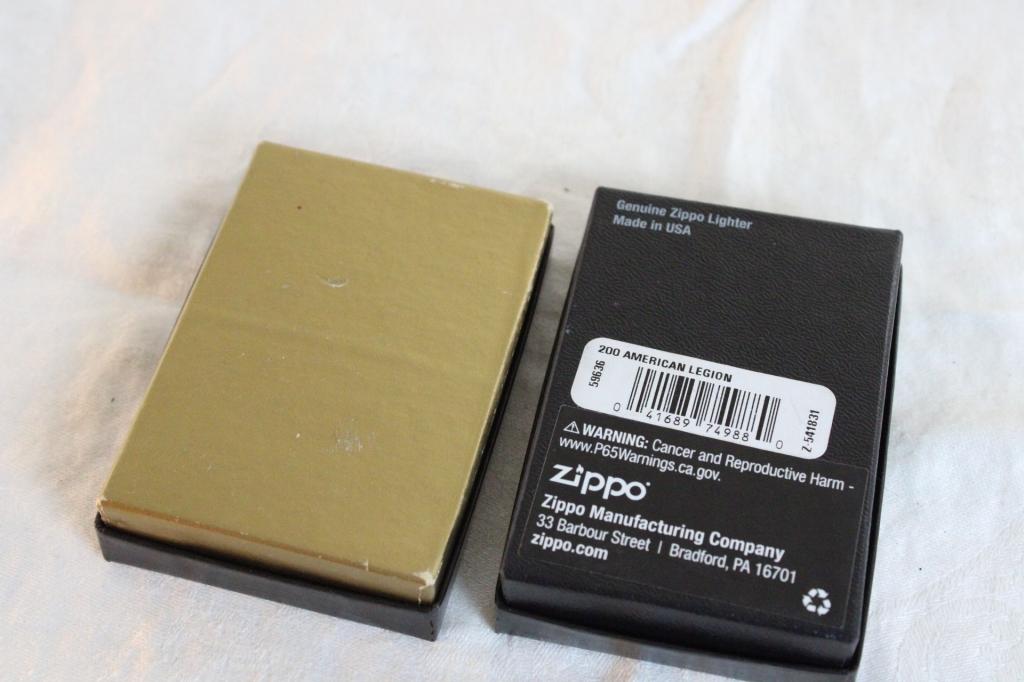 Genuine Zippo Lighter
Made in USA
200 AMERICAN LEGION
59636
0 41689 74988 0
Z-541831
⚠ WARNING: Cancer and Reproductive Harm -
www.P65Warnings.ca.gov.
zippo
Zippo Manufacturing Company
33 Barbour Street | Bradford, PA 16701
zippo.com